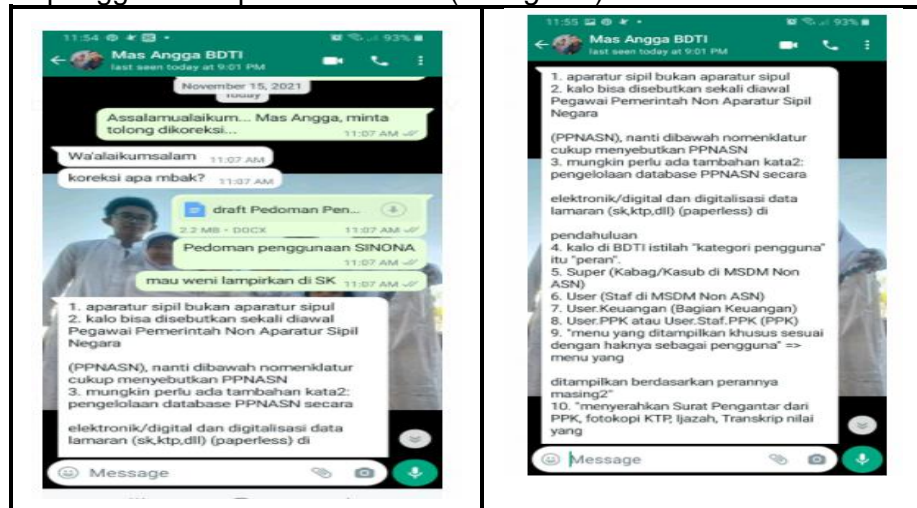 11:54
93%
Mas Angga BDTI
last seen today at 9:01 PM
November 15, 2021
Today
Assalamualaikum... Mas Angga, minta
tolong dikoreksi...
11:07 AM
Wa'alaikumsalam 11:07 AM
koreksi apa mbak? 11:07 AM
draft Pedoman Pen...
2.2 MB • DOCX 11:07 AM
Pedoman penggunaan SINONA
11:07 AM
mau weni lampirkan di SK 11:07 AM
1. aparatur sipil bukan aparatur sipul
2. kalo bisa disebutkan sekali diawal
Pegawai Pemerintah Non Aparatur Sipil
Negara
(PPNASN), nanti dibawah nomenklatur
cukup menyebutkan PPNASN
3. mungkin perlu ada tambahan kata2:
pengelolaan database PPNASN secara
elektronik/digital dan digitalisasi data
lamaran (sk,ktp,dll) (paperless) di
Message
11:55
93%
Mas Angga BDTI
last seen today at 9:01 PM
1. aparatur sipil bukan aparatur sipul
2. kalo bisa disebutkan sekali diawal
Pegawai Pemerintah Non Aparatur Sipil
Negara
(PPNASN), nanti dibawah nomenklatur
cukup menyebutkan PPNASN
3. mungkin perlu ada tambahan kata2:
pengelolaan database PPNASN secara
elektronik/digital dan digitalisasi data
lamaran (sk,ktp,dll) (paperless) di
pendahuluan
4. kalo di BDTI istilah "kategori pengguna"
itu "peran".
5. Super (Kabag/Kasub di MSDM Non
ASN)
6. User (Staf di MSDM Non ASN)
7. User.Keuangan (Bagian Keuangan)
8. User.PPK atau User.Staf.PPK (PPK)
9. "menu yang ditampilkan khusus sesuai
dengan haknya sebagai pengguna" =>
menu yang
ditampilkan berdasarkan perannya
masing2"
10. "menyerahkan Surat Pengantar dari
PPK, fotokopi KTP, Ijazah, Transkrip nilai
yang
Message